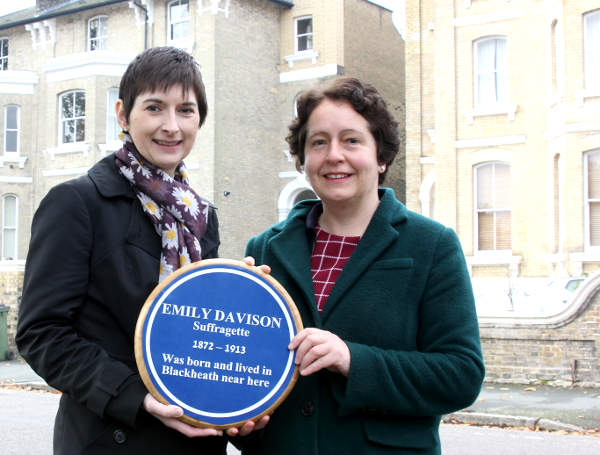 EMILY DAVISON
Suffragette
1872 – 1913
Was born and lived in
Blackheath near here